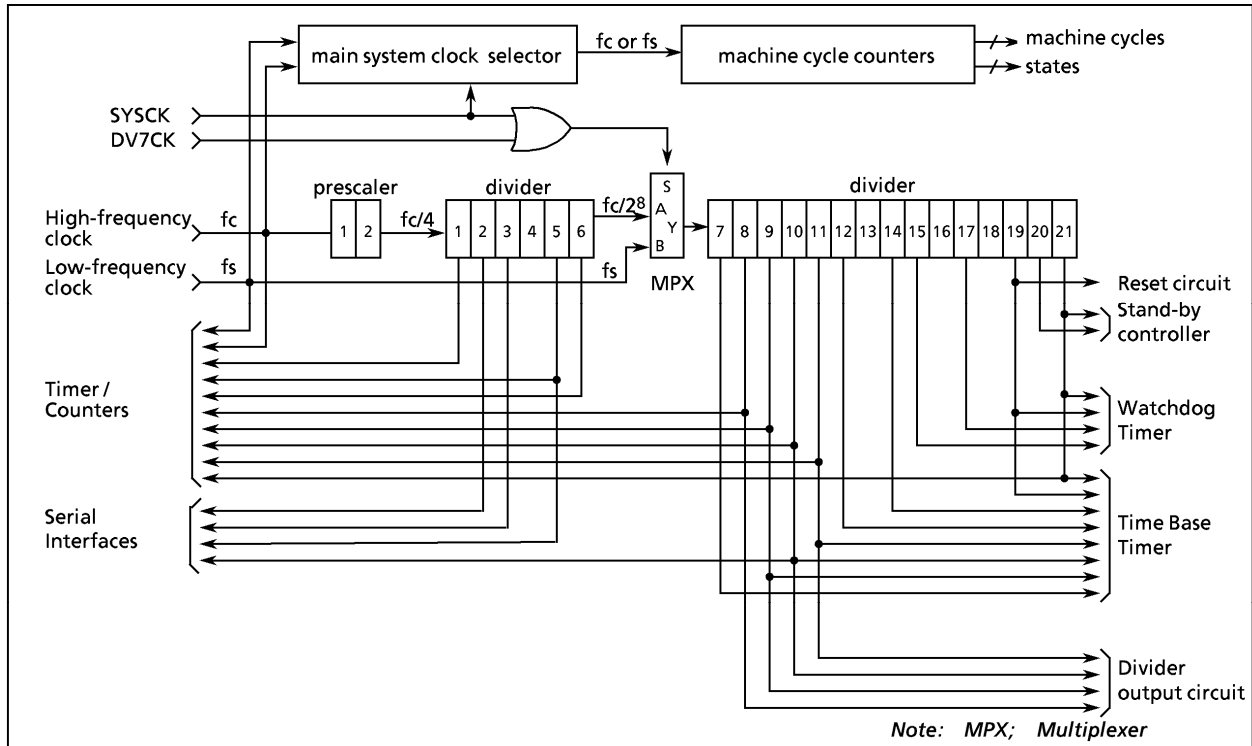 main system clock selector
fc or fs
machine cycle counters
machine cycles
states
SYSCK
DV7CK
prescaler
divider
divider
High-frequency
clock
fc
1 2
fc/4
1 2 3 4 5 6
fc/2⁸
S
A
Y
B
MPX
7 8 9 10 11 12 13 14 15 16 17 18 19 20 21
Low-frequency
clock
fs
fs
Reset circuit
Stand-by
controller
Timer /
Counters
Watchdog
Timer
Serial
Interfaces
Time Base
Timer
Divider
output circuit
Note: MPX; Multiplexer